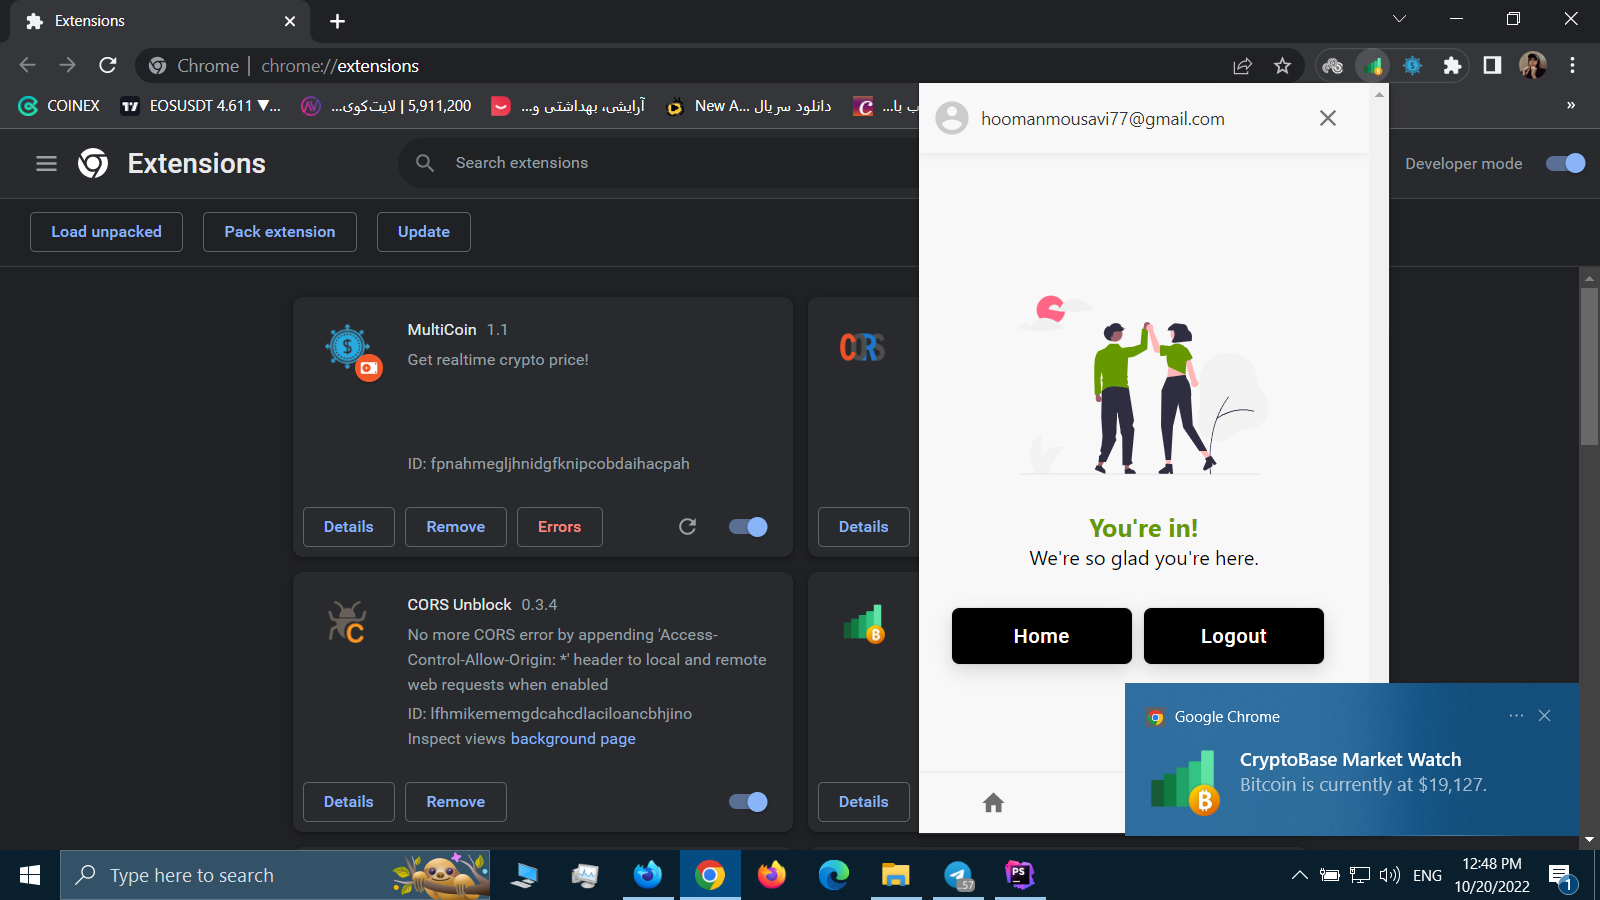 Extensions
Chrome | chrome://extensions
COINEX
EOSUSDT 4.611 ▼...
لایت‌کوی... | 5,911,200
آرایشی، بهداشتی و...
دانلود سریال New A...
ب با...
»
Extensions
Search extensions
Developer mode
Load unpacked
Pack extension
Update
MultiCoin 1.1
Get realtime crypto price!
ID: fpnahmegljhnidgfknipcobdaihacpah
Details
Remove
Errors
CORS
Details
CORS Unblock 0.3.4
No more CORS error by appending 'Access-
Control-Allow-Origin: *' header to local and remote
web requests when enabled
ID: lfhmikememgdcahcdlaciloancbhjino
Inspect views background page
Details
Remove
Details
hoomanmousavi77@gmail.com
You're in!
We're so glad you're here.
Home
Logout
Google Chrome
CryptoBase Market Watch
Bitcoin is currently at $19,127.
Type here to search
..57
PS
ENG
12:48 PM
10/20/2022
1